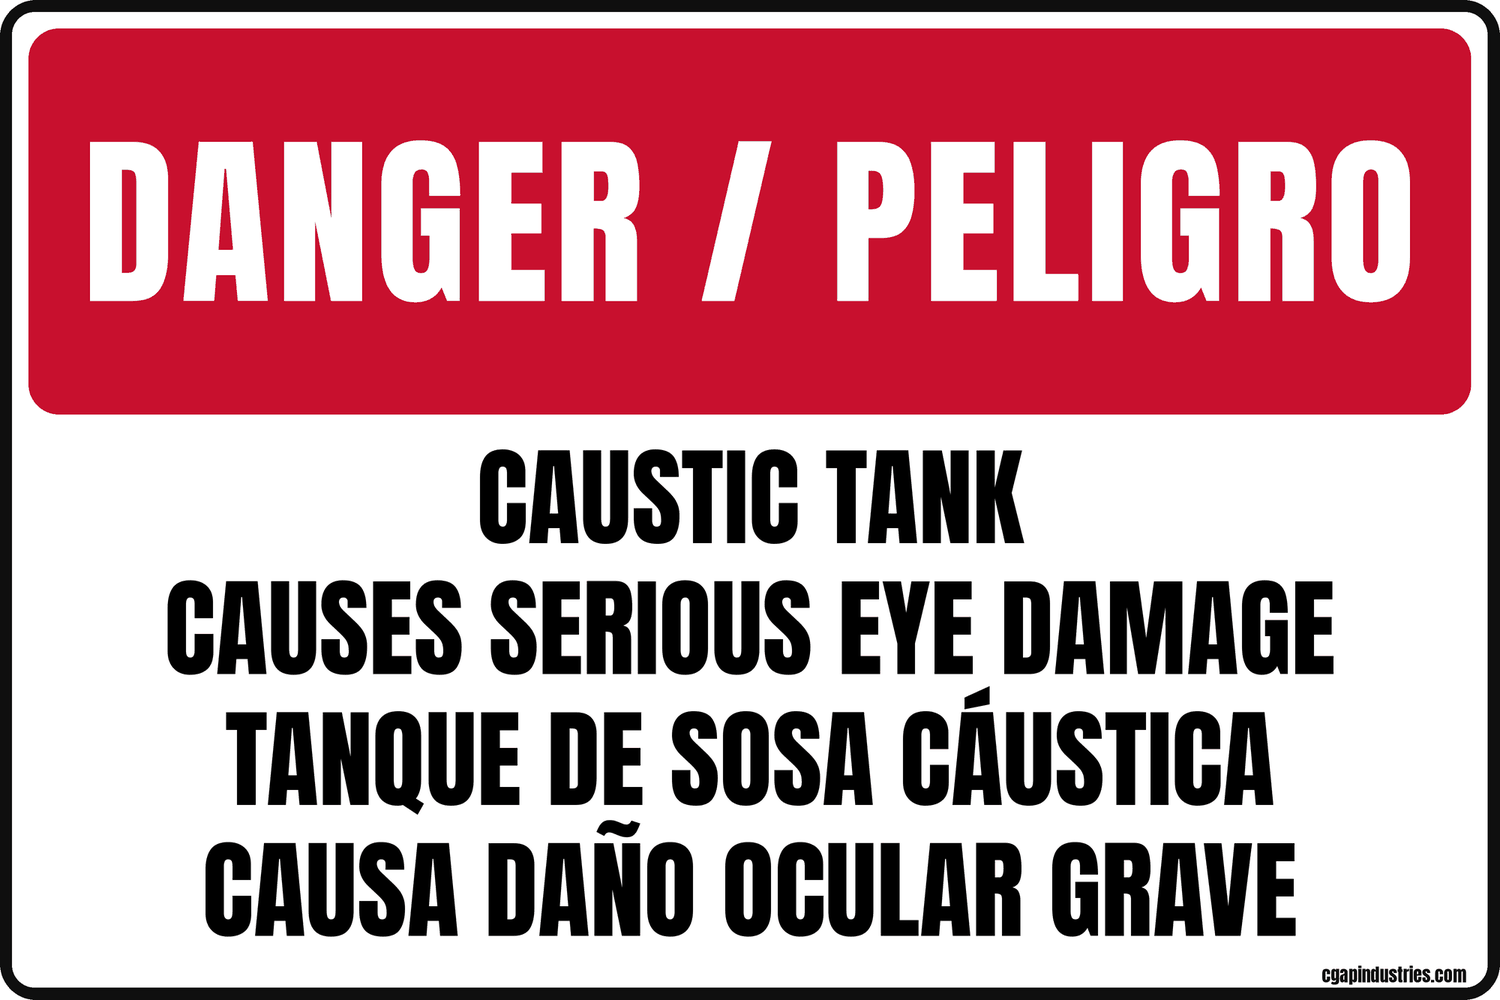 DANGER / PELIGRO
CAUSTIC TANK
CAUSES SERIOUS EYE DAMAGE
TANQUE DE SOSA CÁUSTICA
CAUSA DAÑO OCULAR GRAVE
cgapindustries.com